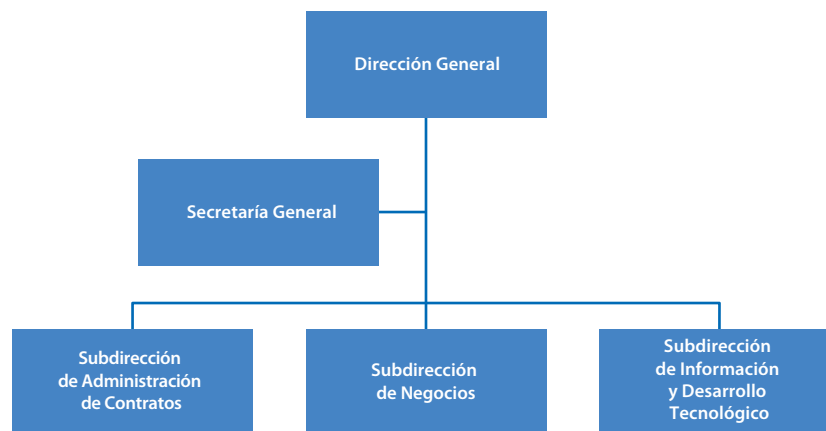 Dirección General
Secretaría General
Subdirección
de Administración
de Contratos
Subdirección
de Negocios
Subdirección
de Información
y Desarrollo
Tecnológico